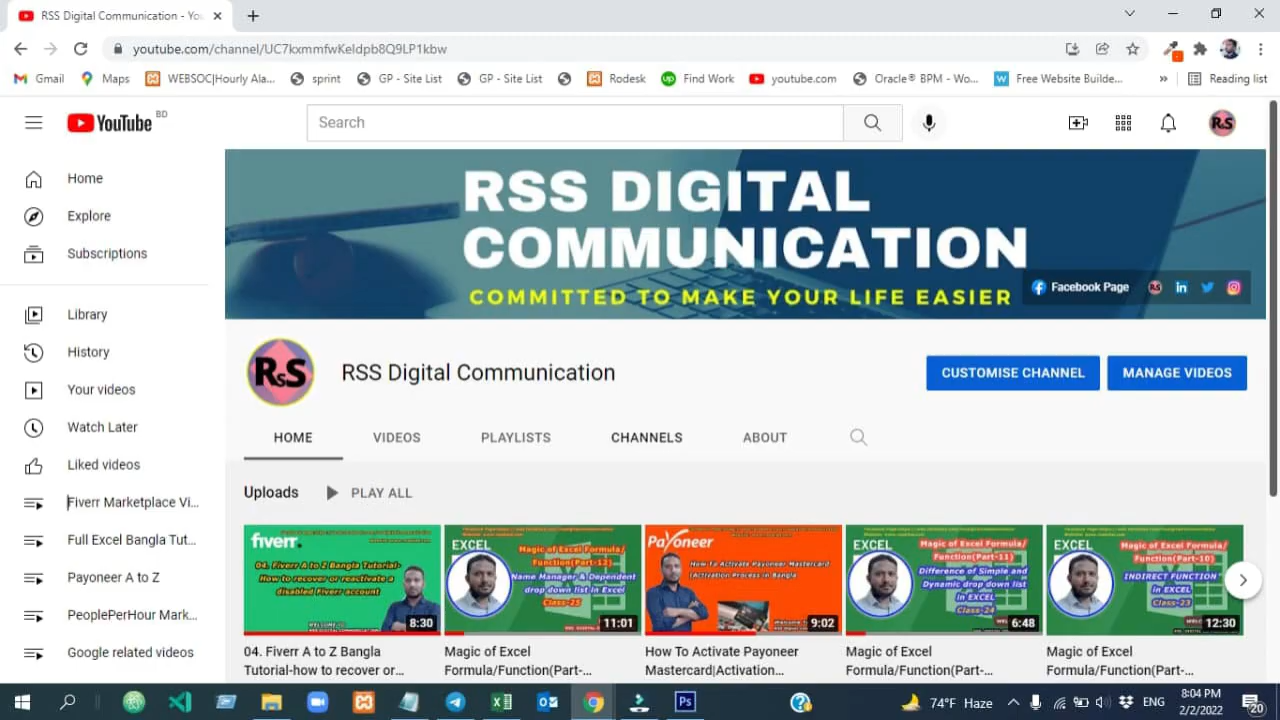 RSS Digital Communication - You
youtube.com/channel/UC7kxmmfwKeIdpb8Q9LP1kbw
Gmail
Maps
WEBSOC|Hourly Ala...
sprint
GP - Site List
GP - Site List
Rodesk
Find Work
youtube.com
Oracle® BPM - Wo...
Free Website Builde...
»
Reading list
YouTube BD
Search
RSS
Home
Explore
Subscriptions
Library
History
Your videos
Watch Later
Liked videos
Fiverr Marketplace Vi...
Full Excel Bangla Tut...
Payoneer A to Z
PeoplePerHour Mark...
Google related videos
RSS DIGITAL
COMMUNICATION
COMMITTED TO MAKE YOUR LIFE EASIER
Facebook Page
RSS
RSS Digital Communication
CUSTOMISE CHANNEL
MANAGE VIDEOS
HOME
VIDEOS
PLAYLISTS
CHANNELS
ABOUT
Uploads
PLAY ALL
fiverr.
04. Fiverr A to Z Bangla Tutorial-
How to recover or reactivate a
disabled Fiverr account
8:30
04. Fiverr A to Z Bangla
Tutorial-how to recover or...
EXCEL
Magic of Excel Formula/
Function(Part-12)
Name Manager & Dependent
drop down list in Excel
Class-25
11:01
Magic of Excel
Formula/Function(Part-...
Payoneer
How To Activate Payoneer Mastercard
|Activation Process in Bangla
9:02
How To Activate Payoneer
Mastercard|Activation...
EXCEL
Magic of Excel Formula/
Function(Part-11)
Difference of Simple and
Dynamic drop down list
in EXCEL
Class-24
6:48
Magic of Excel
Formula/Function(Part-...
EXCEL
Magic of Excel Formula/
Function(Part-10)
INDIRECT FUNCTION
in EXCEL
Class-23
12:30
Magic of Excel
Formula/Function(Part-...
74°F Haze
ENG
8:04 PM
2/2/2022
20